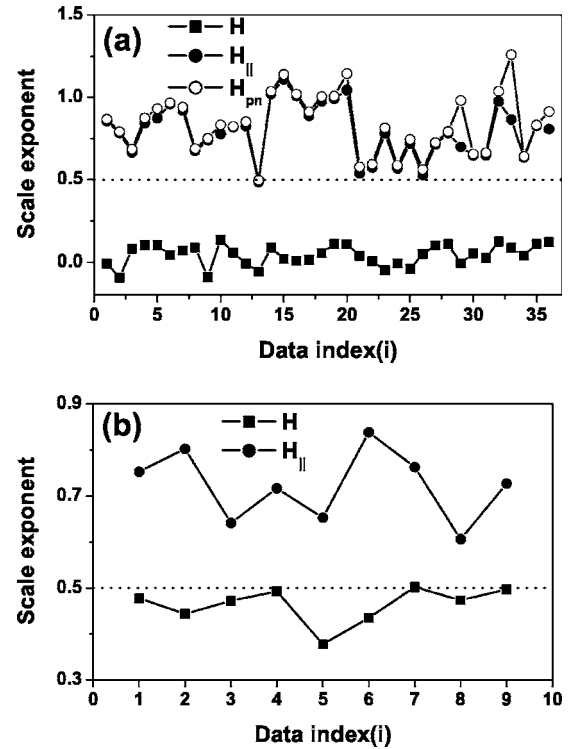 (a)
H
H||
Hpn
Scale exponent
1.5
1.0
0.5
0.0
0 5 10 15 20 25 30 35
Data index(i)
(b)
H
H||
Scale exponent
0.9
0.7
0.5
0.3
0 1 2 3 4 5 6 7 8 9 10
Data index(i)